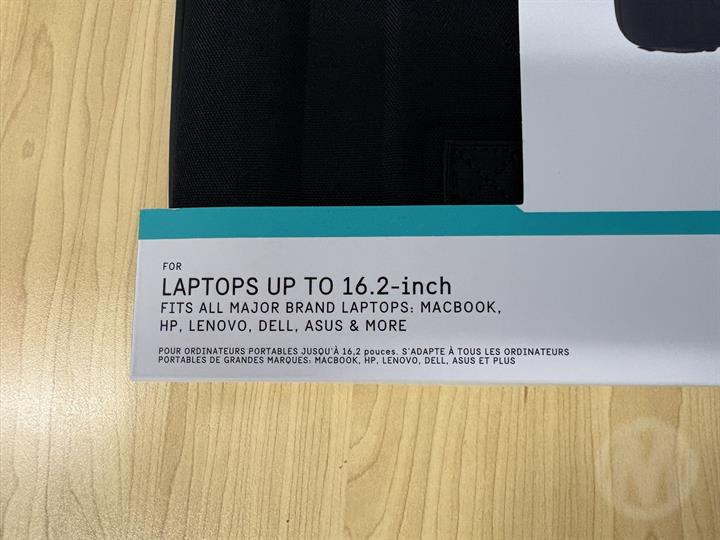 FOR
LAPTOPS UP TO 16.2-inch
FITS ALL MAJOR BRAND LAPTOPS: MACBOOK,
HP, LENOVO, DELL, ASUS & MORE
POUR ORDINATEURS PORTABLES JUSQU'À 16,2 pouces. S'ADAPTE À TOUS LES ORDINATEURS
PORTABLES DE GRANDES MARQUES: MACBOOK, HP, LENOVO, DELL, ASUS ET PLUS
M